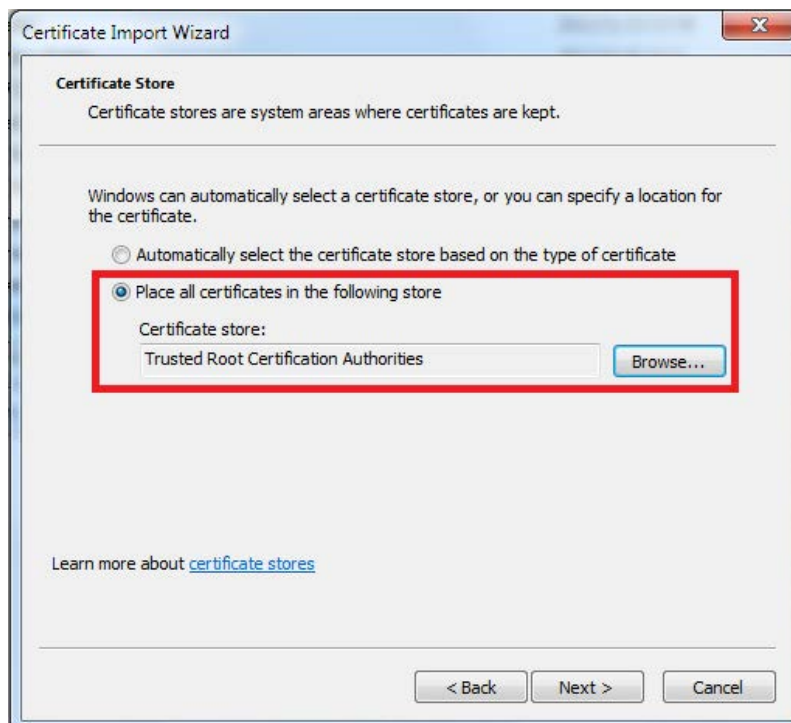 Certificate Import Wizard
Certificate Store
Certificate stores are system areas where certificates are kept.
Windows can automatically select a certificate store, or you can specify a location for
the certificate.
Automatically select the certificate store based on the type of certificate
Place all certificates in the following store
Certificate store:
Trusted Root Certification Authorities
Browse...
Learn more about certificate stores
< Back
Next >
Cancel